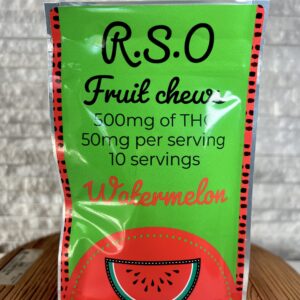 R.S.O
Fruit chews
500mg of THC
50mg per serving
10 servings
Watermelon